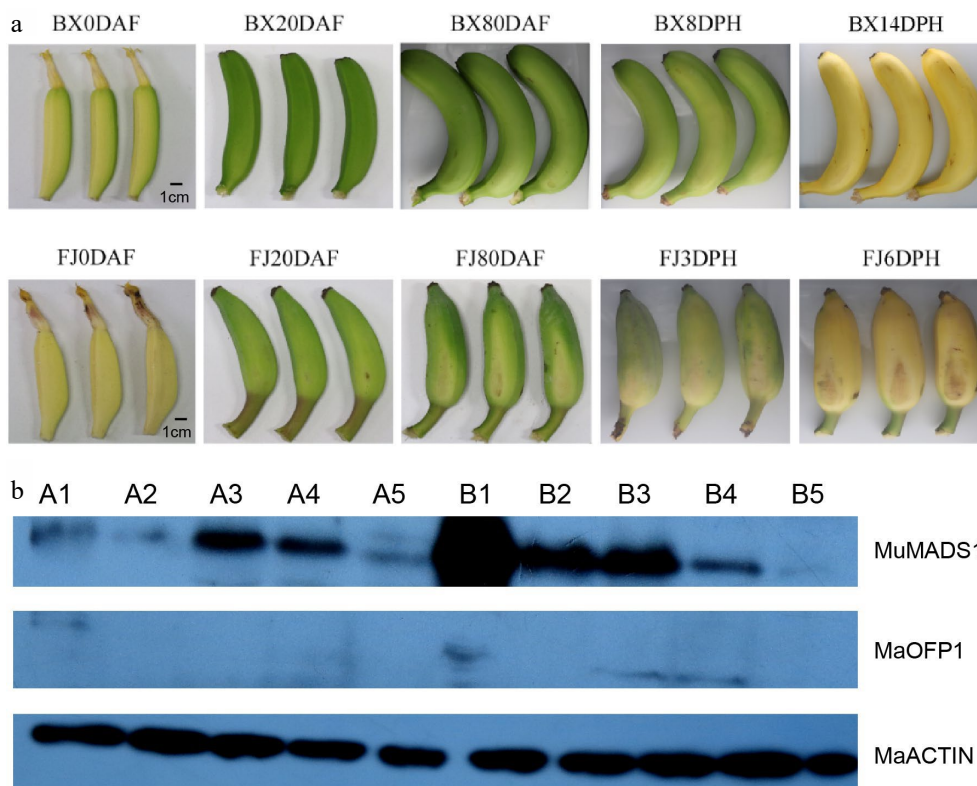 a
BX0DAF BX20DAF BX80DAF BX8DPH BX14DPH
1cm
FJ0DAF FJ20DAF FJ80DAF FJ3DPH FJ6DPH
1cm
b
A1 A2 A3 A4 A5 B1 B2 B3 B4 B5
MuMADS1
MaOFP1
MaACTIN